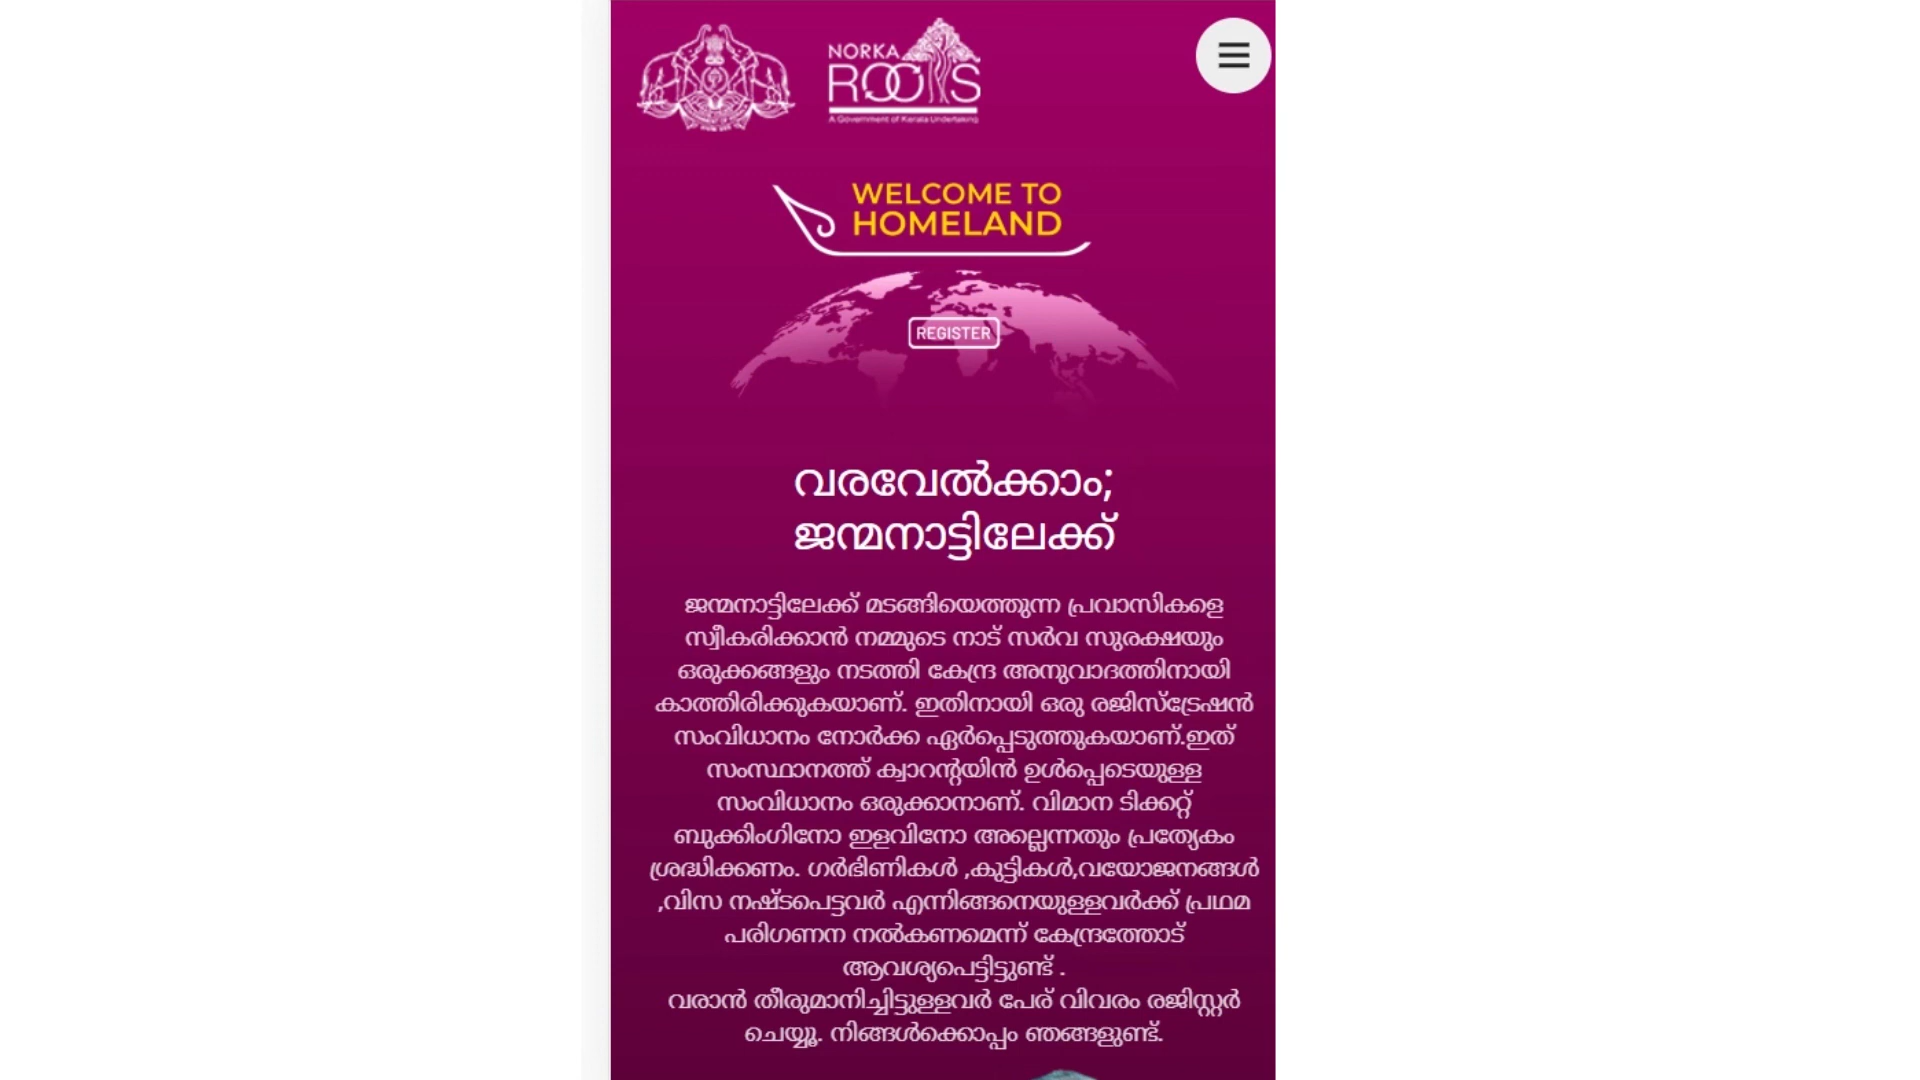 NORKA
ROOTS
A Government of Kerala Undertaking
WELCOME TO
HOMELAND
REGISTER
വരവേൽക്കാം;
ജന്മനാട്ടിലേക്ക്
ജന്മനാട്ടിലേക്ക് മടങ്ങിയെത്തുന്ന പ്രവാസികളെ
സ്വീകരിക്കാൻ നമ്മുടെ നാട് സർവ സുരക്ഷയും
ഒരുക്കങ്ങളും നടത്തി കേന്ദ്ര അനുവാദത്തിനായി
കാത്തിരിക്കുകയാണ്. ഇതിനായി ഒരു രജിസ്ട്രേഷൻ
സംവിധാനം നോർക്ക ഏർപ്പെടുത്തുകയാണ്.ഇത്
സംസ്ഥാനത്ത് ക്വാറന്റയിൻ ഉൾപ്പെടെയുള്ള
സംവിധാനം ഒരുക്കാനാണ്. വിമാന ടിക്കറ്റ്
ബുക്കിംഗിനോ ഇളവിനോ അല്ലെന്നതും പ്രത്യേകം
ശ്രദ്ധിക്കണം. ഗർഭിണികൾ ,കുട്ടികൾ,വയോജനങ്ങൾ
,വിസ നഷ്ടപെട്ടവർ എന്നിങ്ങനെയുള്ളവർക്ക് പ്രഥമ
പരിഗണന നൽകണമെന്ന് കേന്ദ്രത്തോട്
ആവശ്യപെട്ടിട്ടുണ്ട് .
വരാൻ തീരുമാനിച്ചിട്ടുള്ളവർ പേര് വിവരം രജിസ്റ്റർ
ചെയ്യൂ. നിങ്ങൾക്കൊപ്പം ഞങ്ങളുണ്ട്.